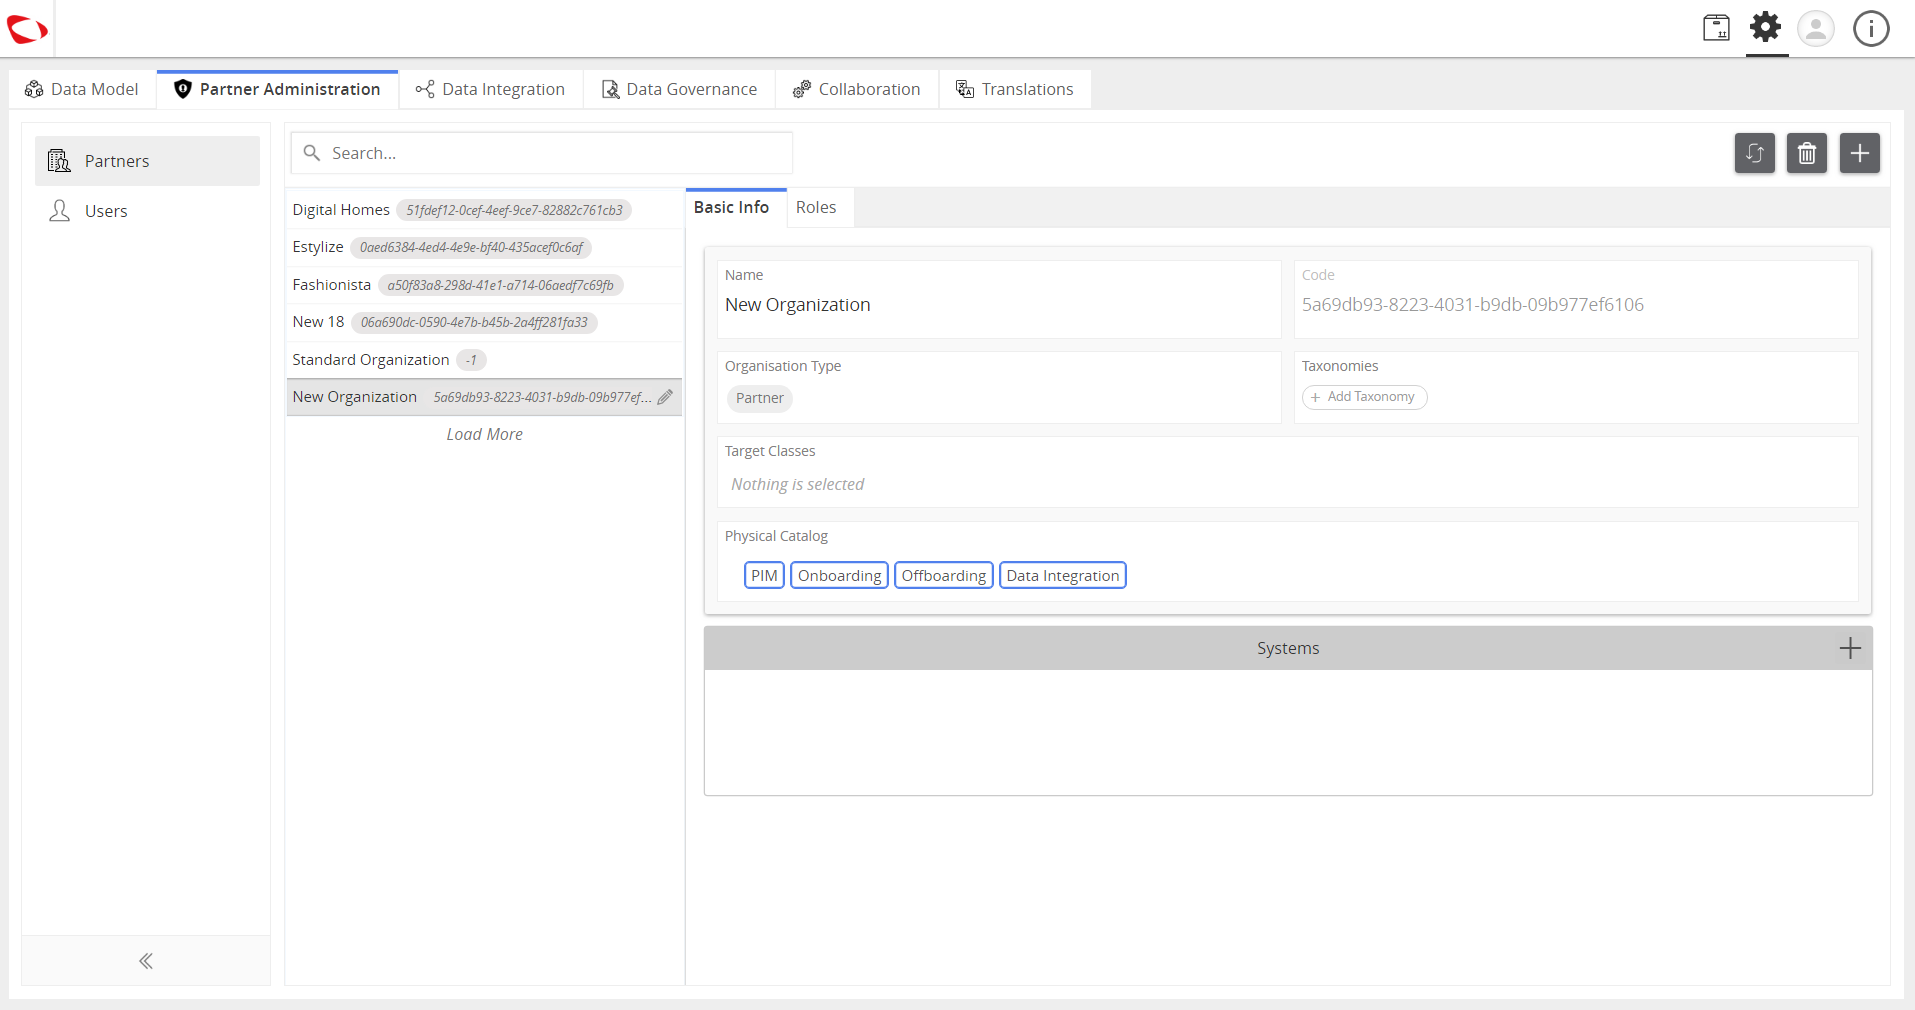 Data Model
Partner Administration
Data Integration
Data Governance
Collaboration
Translations
Partners
Users
Search...
Digital Homes 51fdef12-0cef-4eef-9ce7-82882c761cb3
Estylize 0aed6384-4ed4-4e9e-bf40-435acef0c6af
Fashionista a50f83a8-298d-41e1-a714-06aedf7c69fb
New 18 06a690dc-0590-4e7b-b45b-2a4ff281fa33
Standard Organization -1
New Organization 5a69db93-8223-4031-b9db-09b977ef...
Load More
Basic Info
Roles
Name
New Organization
Code
5a69db93-8223-4031-b9db-09b977ef6106
Organisation Type
Partner
Taxonomies
+ Add Taxonomy
Target Classes
Nothing is selected
Physical Catalog
PIM Onboarding Offboarding Data Integration
Systems